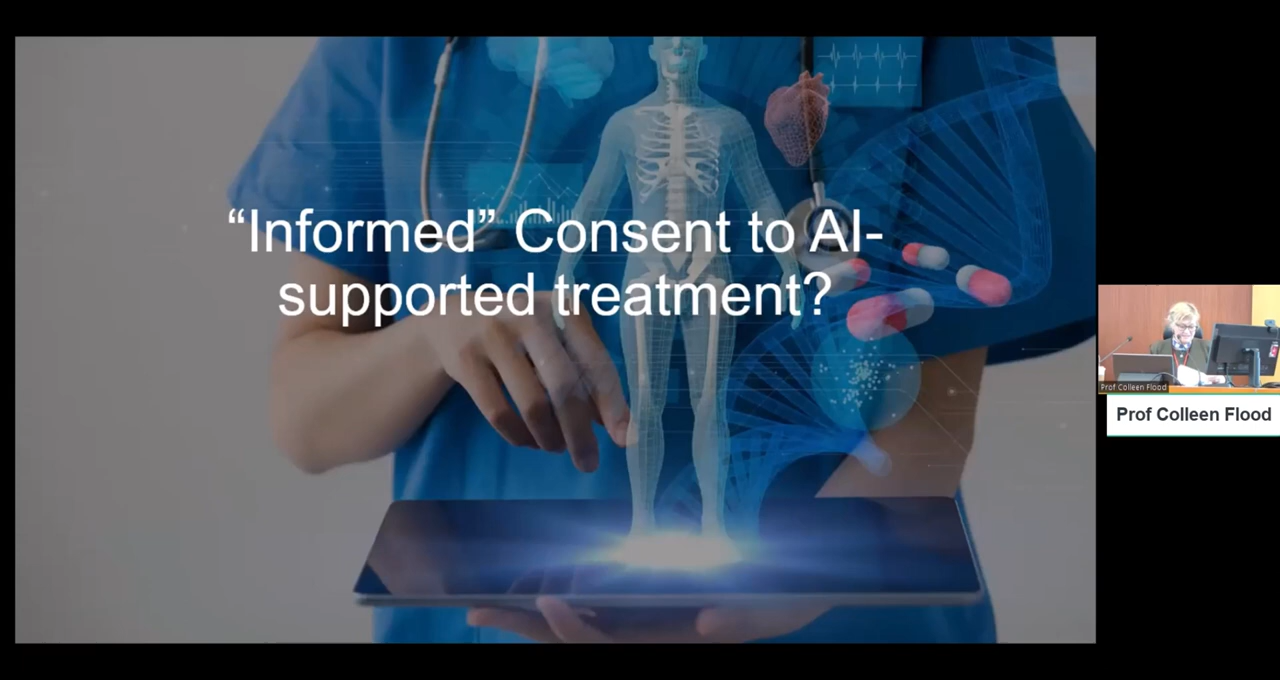 “Informed” Consent to AI-
supported treatment?
Prof Colleen Flood
Prof Colleen Flood